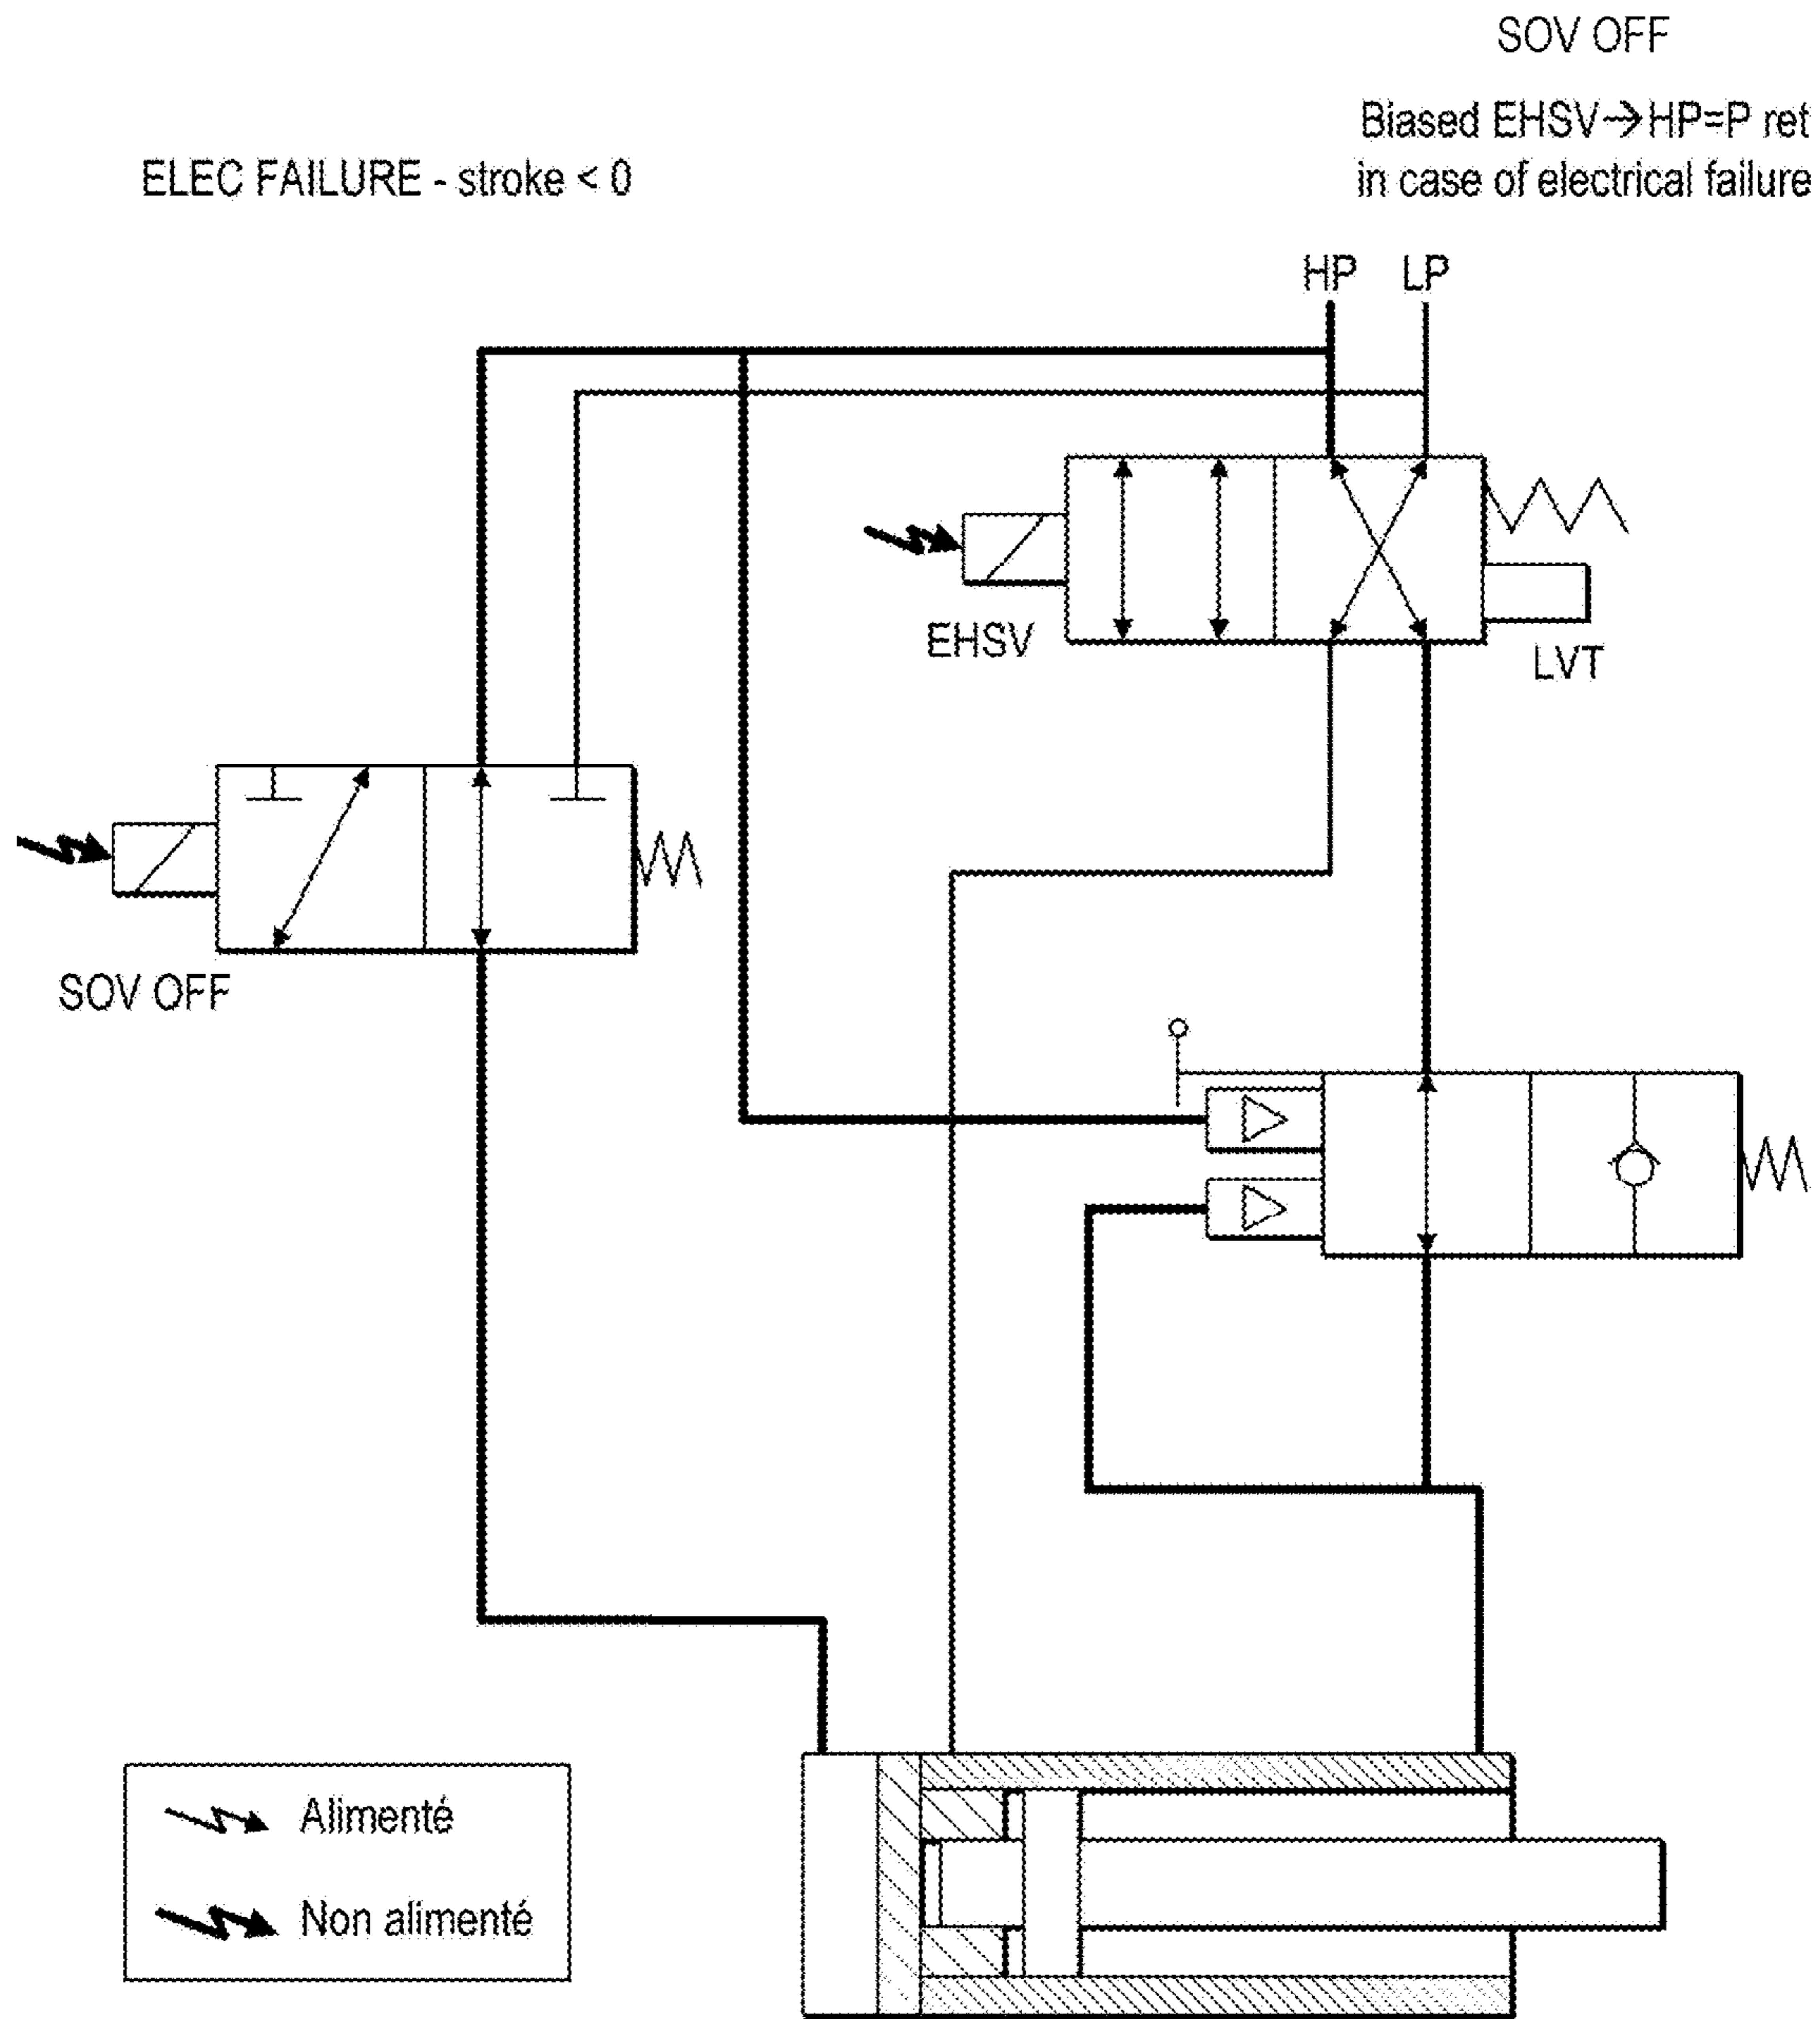 SOV OFF
Biased EHSV→HP=P ret
in case of electrical failure
ELEC FAILURE - stroke < 0
HP LP
EHSV
LVT
SOV OFF
Alimenté
Non alimenté